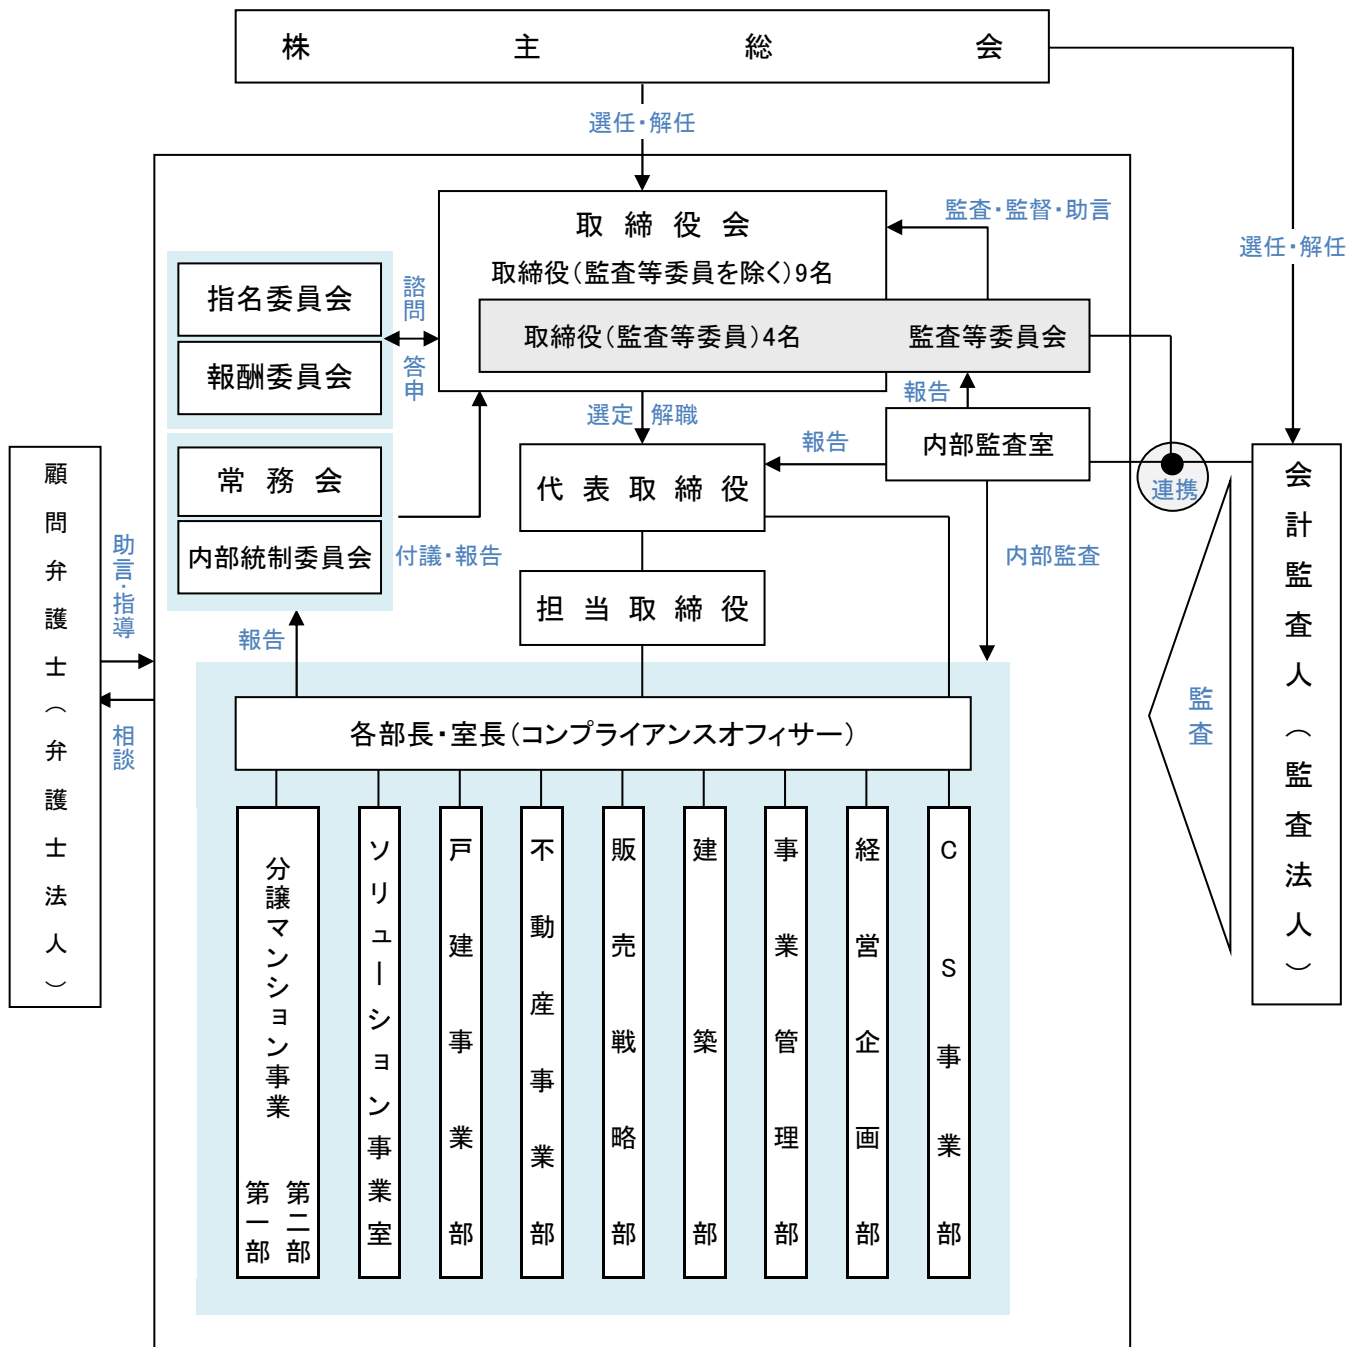 株主総会
選任・解任
選任・解任
取締役会
取締役（監査等委員を除く）9名
取締役（監査等委員）4名
監査等委員会
監査・監督・助言
指名委員会
報酬委員会
諮問
答申
選定
解職
報告
内部監査室
報告
代表取締役
常務会
内部統制委員会
付議・報告
連携
内部監査
担当取締役
報告
顧問弁護士（弁護士法人）
助言・指導
相談
会計監査人（監査法人）
監査
各部長・室長（コンプライアンスオフィサー）
分譲マンション事業
第一部
第二部
ソリューション事業室
戸建事業部
不動産事業部
販売戦略部
建築部
事業管理部
経営企画部
CS事業部